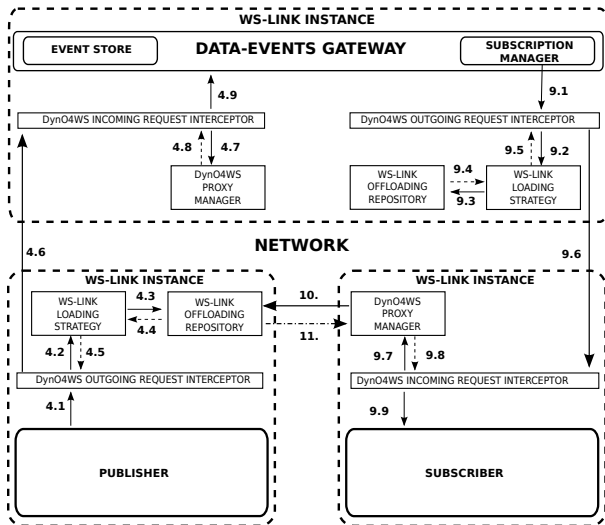 WS-LINK INSTANCE
EVENT STORE
DATA-EVENTS GATEWAY
SUBSCRIPTION
MANAGER
4.9
9.1
DynO4WS INCOMING REQUEST INTERCEPTOR
DynO4WS OUTGOING REQUEST INTERCEPTOR
4.8
4.7
9.5
9.2
DynO4WS
PROXY
MANAGER
WS-LINK
OFFLOADING
REPOSITORY
9.4
9.3
WS-LINK
LOADING
STRATEGY
4.6
NETWORK
9.6
WS-LINK INSTANCE
WS-LINK INSTANCE
WS-LINK
LOADING
STRATEGY
4.3
4.4
WS-LINK
OFFLOADING
REPOSITORY
10.
11.
DynO4WS
PROXY
MANAGER
4.2
4.5
9.7
9.8
DynO4WS OUTGOING REQUEST INTERCEPTOR
DynO4WS INCOMING REQUEST INTERCEPTOR
4.1
9.9
PUBLISHER
SUBSCRIBER